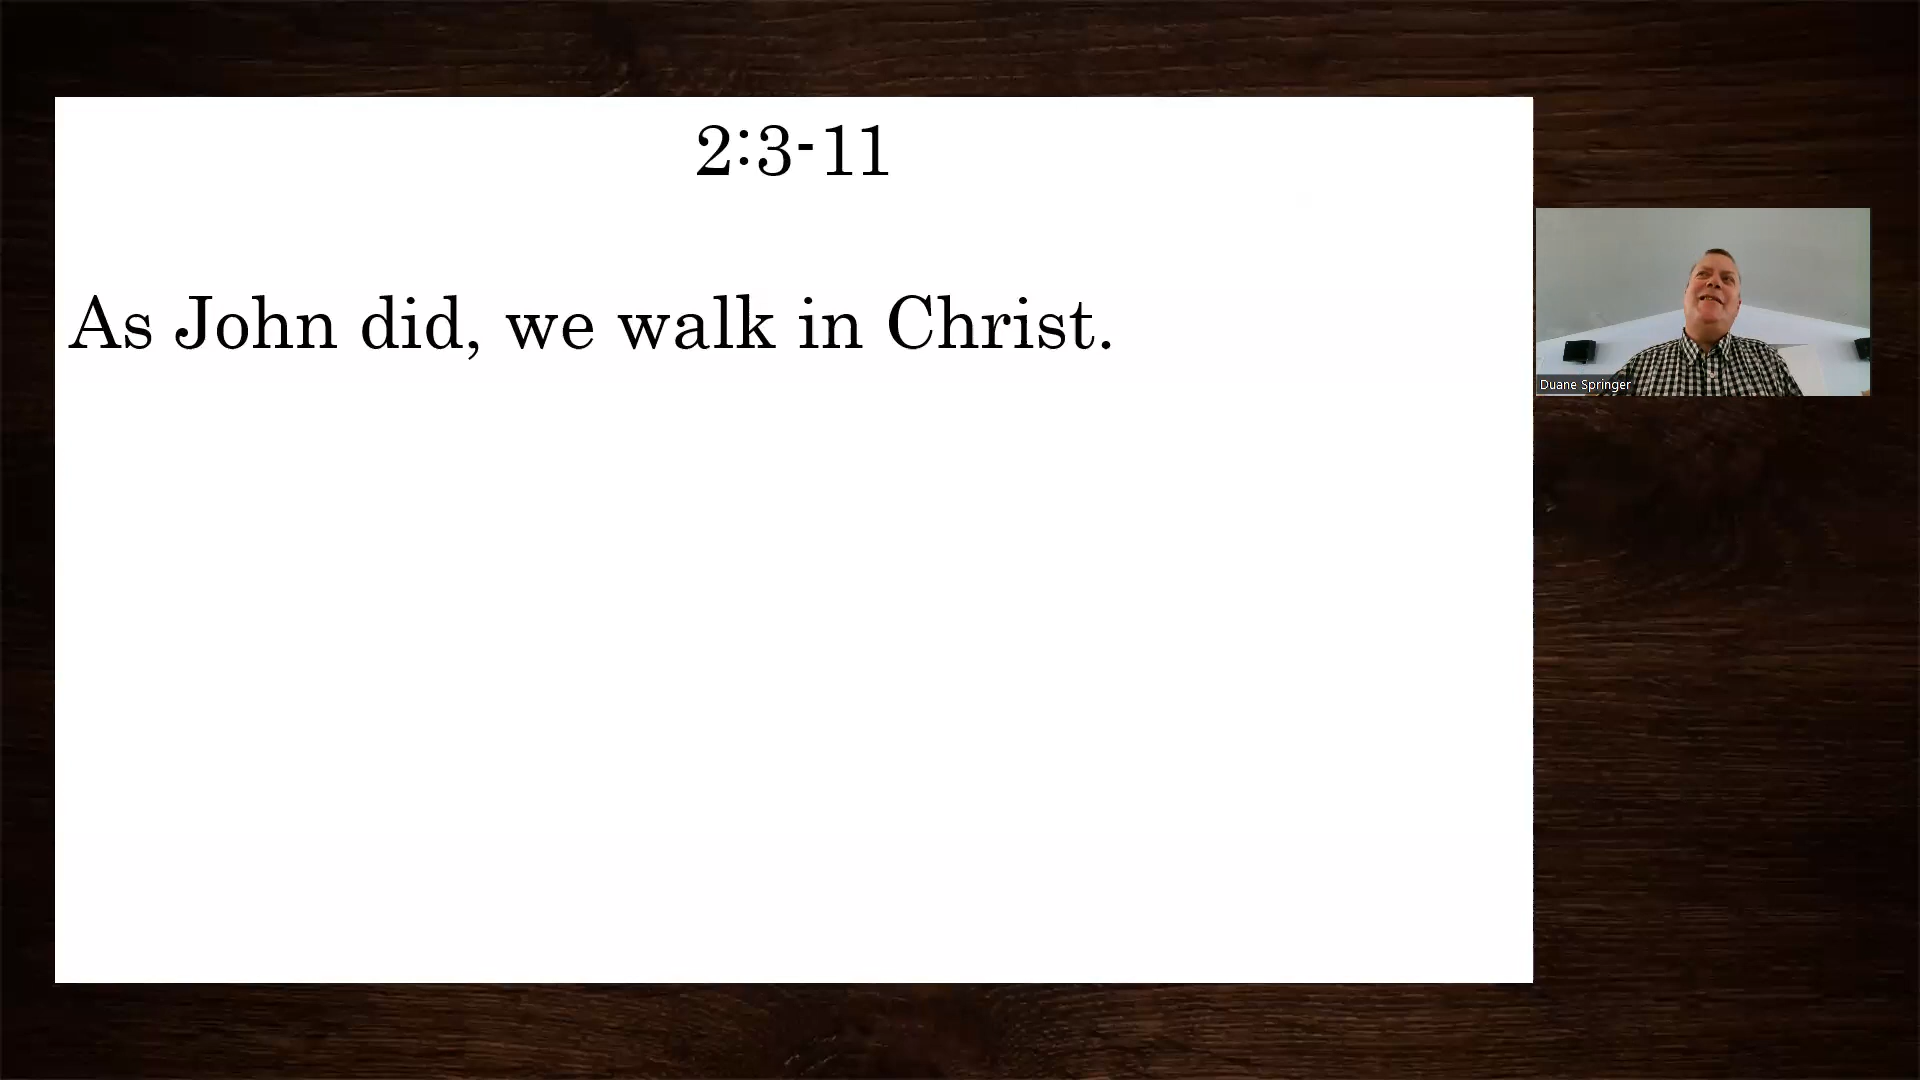 2:3-11
As John did, we walk in Christ.
Duane Springer